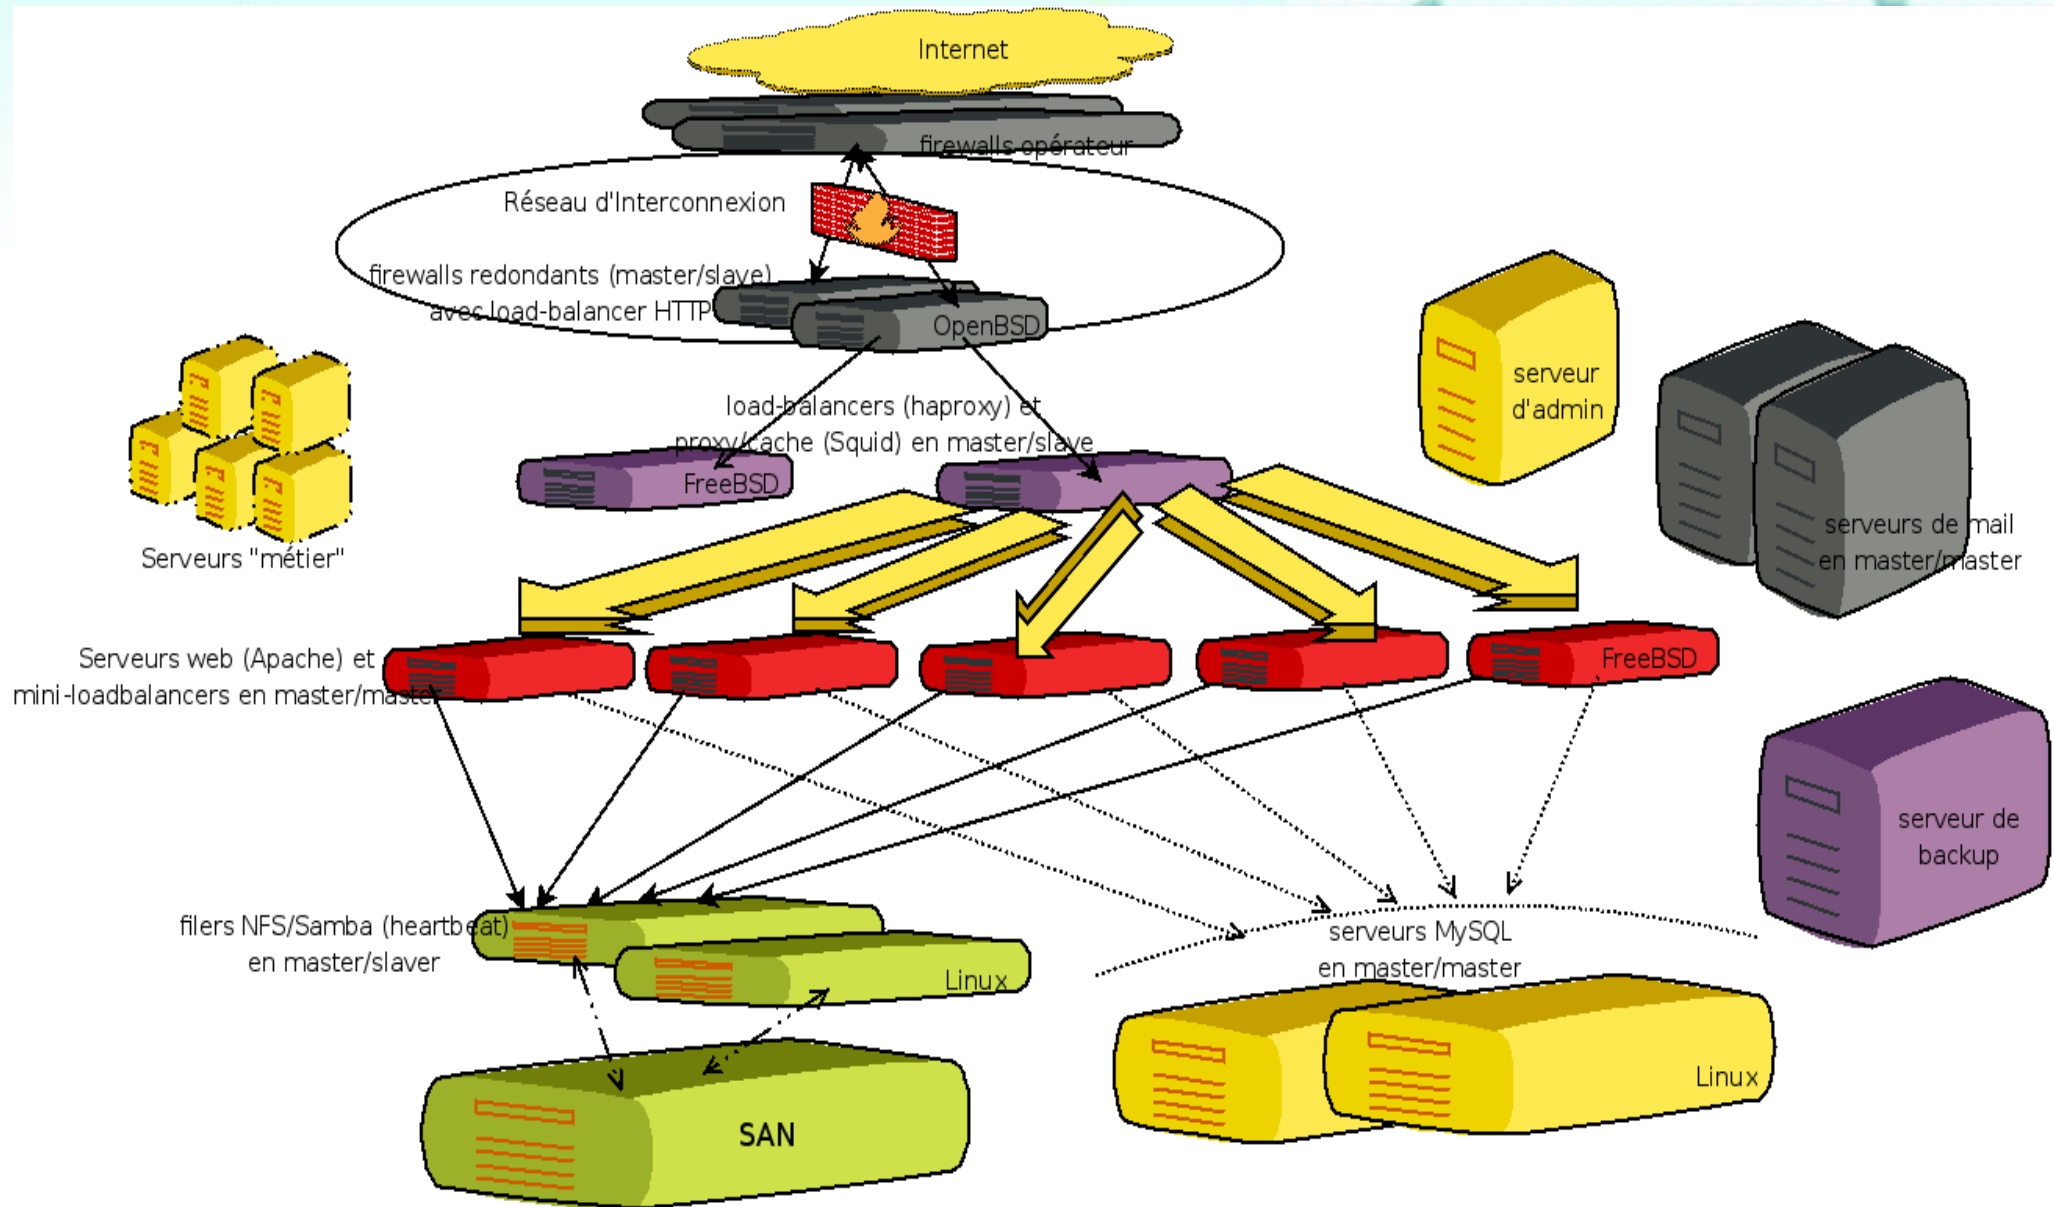 Internet
firewalls opérateur
Réseau d'Interconnexion
firewalls redondants (master/slave)
avec load-balancer HTTP
OpenBSD
serveur
d'admin
load-balancers (haproxy) et
proxy/cache (Squid) en master/slave
FreeBSD
serveurs de mail
en master/master
Serveurs "métier"
Serveurs web (Apache) et
mini-loadbalancers en master/master
FreeBSD
serveur de
backup
filers NFS/Samba (heartbeat)
en master/slaver
Linux
serveurs MySQL
en master/master
Linux
SAN